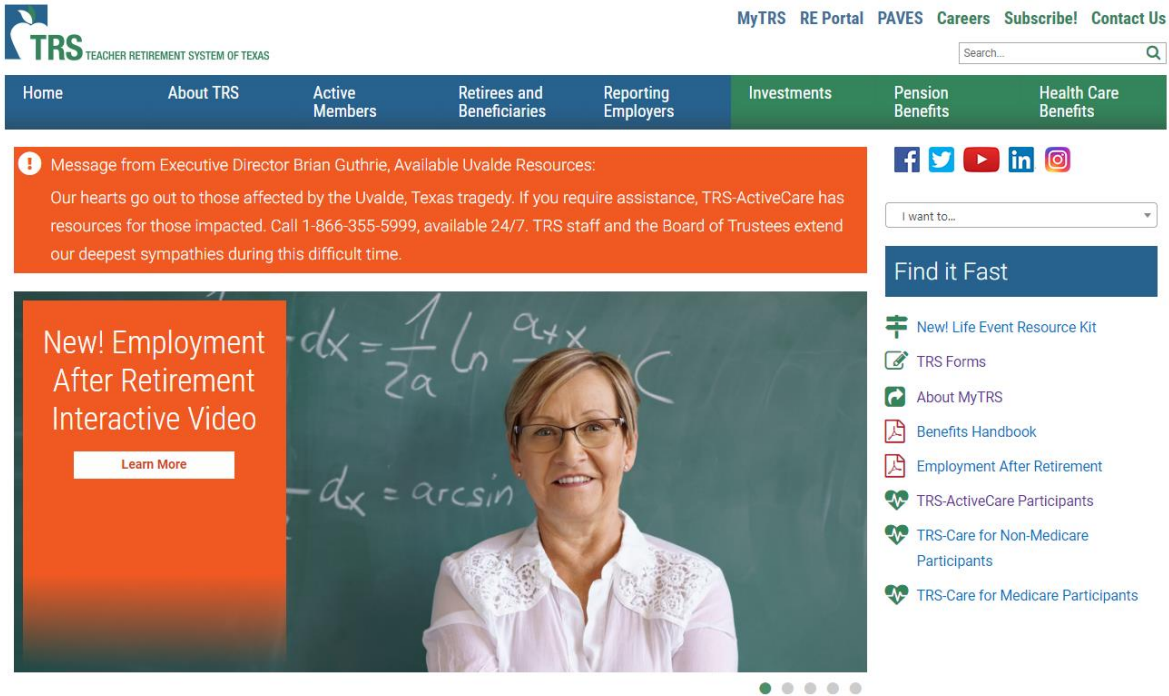 TRS TEACHER RETIREMENT SYSTEM OF TEXAS
MyTRS RE Portal PAVES Careers Subscribe! Contact Us
Search...
Home
About TRS
Active
Members
Retirees and
Beneficiaries
Reporting
Employers
Investments
Pension
Benefits
Health Care
Benefits
Message from Executive Director Brian Guthrie, Available Uvalde Resources:
Our hearts go out to those affected by the Uvalde, Texas tragedy. If you require assistance, TRS-ActiveCare has
resources for those impacted. Call 1-866-355-5999, available 24/7. TRS staff and the Board of Trustees extend
our deepest sympathies during this difficult time.
New! Employment
After Retirement
Interactive Video
Learn More
dx = 1/2a ln a+x + C
dx = arcsin
I want to...
Find it Fast
New! Life Event Resource Kit
TRS Forms
About MyTRS
Benefits Handbook
Employment After Retirement
TRS-ActiveCare Participants
TRS-Care for Non-Medicare
Participants
TRS-Care for Medicare Participants